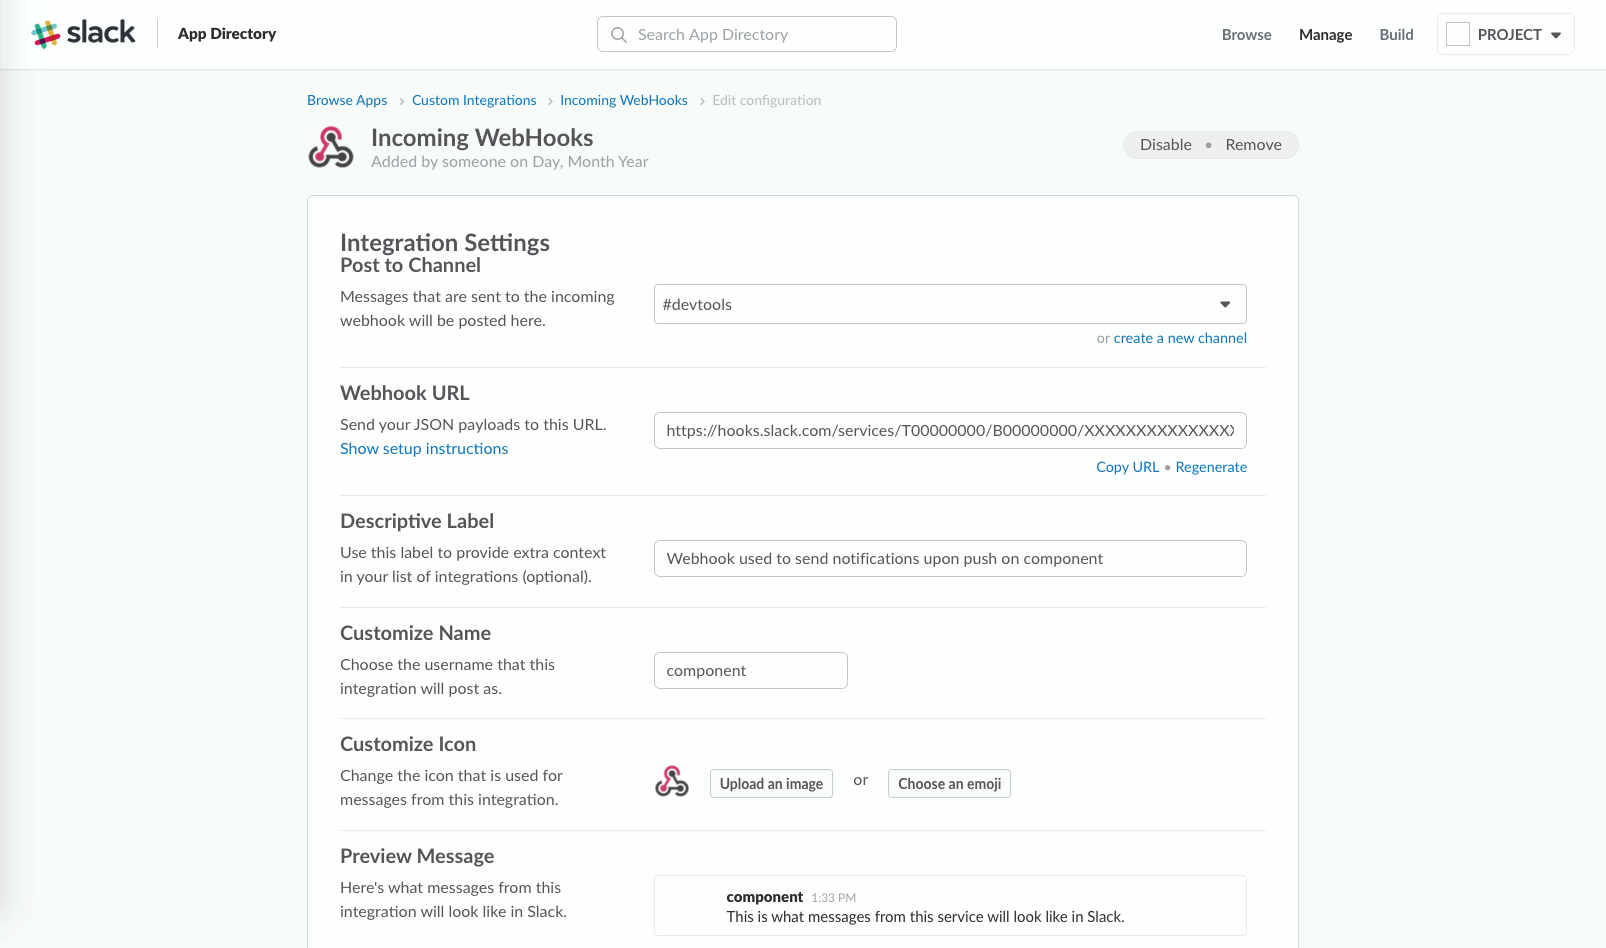 slack
App Directory
Search App Directory
Browse
Manage
Build
PROJECT
Browse Apps
Custom Integrations
Incoming WebHooks
Edit configuration
Incoming WebHooks
Added by someone on Day, Month Year
Disable • Remove
Integration Settings
Post to Channel
Messages that are sent to the incoming
webhook will be posted here.
#devtools
or create a new channel
Webhook URL
Send your JSON payloads to this URL.
Show setup instructions
https://hooks.slack.com/services/T00000000/B00000000/XXXXXXXXXXXXXXX
Copy URL • Regenerate
Descriptive Label
Use this label to provide extra context
in your list of integrations (optional).
Webhook used to send notifications upon push on component
Customize Name
Choose the username that this
integration will post as.
component
Customize Icon
Change the icon that is used for
messages from this integration.
Upload an image
or
Choose an emoji
Preview Message
Here's what messages from this
integration will look like in Slack.
component 1:33 PM
This is what messages from this service will look like in Slack.